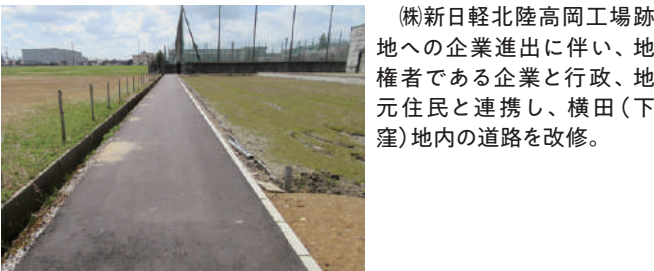 ㈱新日軽北陸高岡工場跡
地への企業進出に伴い、地
権者である企業と行政、地
元住民と連携し、横田（下
窪）地内の道路を改修。